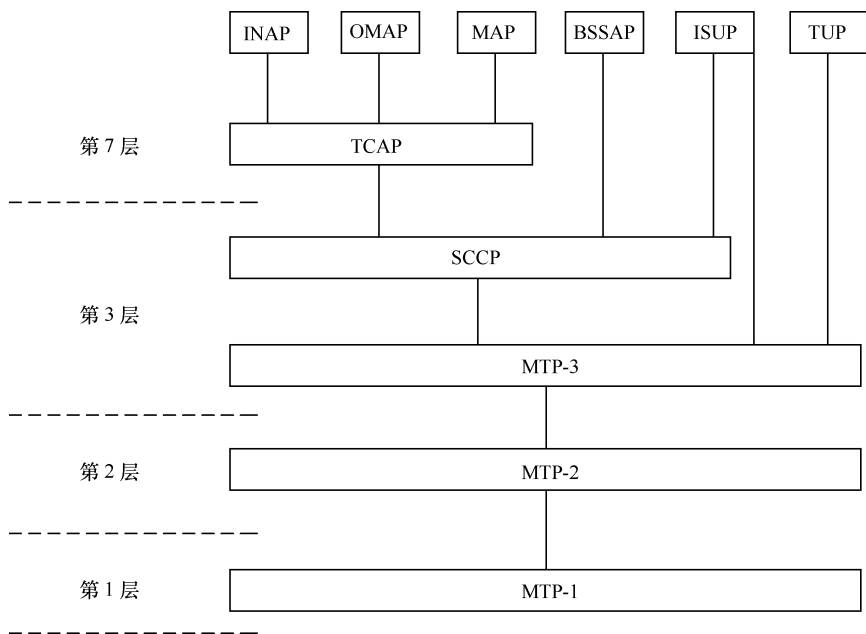 INAP
OMAP
MAP
BSSAP
ISUP
TUP
第 7 层
TCAP
SCCP
第 3 层
MTP-3
第 2 层
MTP-2
第 1 层
MTP-1